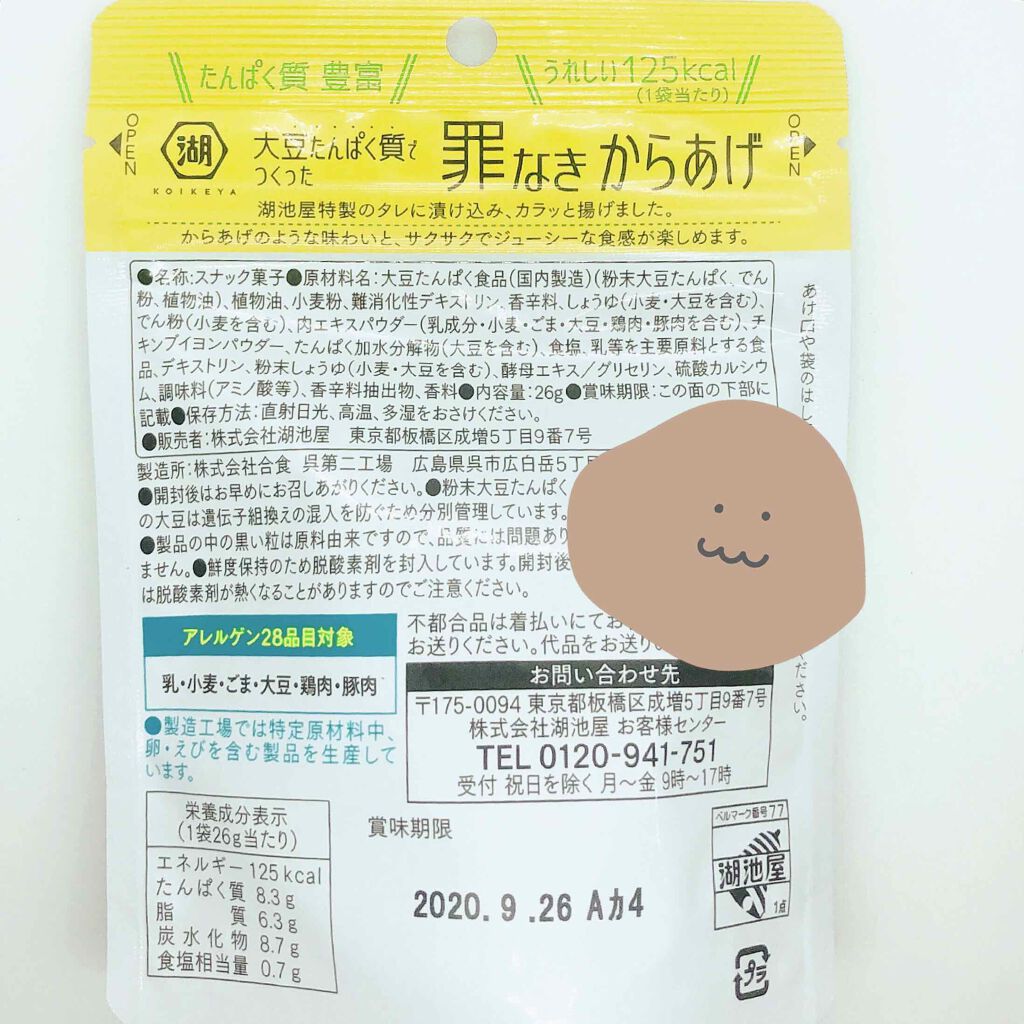 たんぱく質 豊富
うれしい125kcal
(1袋当たり)
OPEN
OPEN
湖
KOIKEYA
大豆たんぱく質で
つくった
罪なきからあげ
湖池屋特製のタレに漬け込み、カラッと揚げました。
からあげのような味わいと、サクサクでジューシーな食感が楽しめます。
●名称:スナック菓子●原材料名:大豆たんぱく食品(国内製造)(粉末大豆たんぱく、でん
粉、植物油)、植物油、小麦粉、難消化性デキストリン、香辛料、しょうゆ(小麦・大豆を含む)、
でん粉(小麦を含む)、肉エキスパウダー(乳成分・小麦・ごま・大豆・鶏肉・豚肉を含む)、チ
キンブイヨンパウダー、たんぱく加水分解物(大豆を含む)、食塩、乳等を主要原料とする食
品、デキストリン、粉末しょうゆ(小麦・大豆を含む)、酵母エキス/グリセリン、硫酸カルシウ
ム、調味料(アミノ酸等)、香辛料抽出物、香料●内容量:26g●賞味期限:この面の下部に
記載●保存方法:直射日光、高温、多湿をおさけください。
●販売者:株式会社湖池屋 東京都板橋区成増5丁目9番7号
製造所:株式会社合食 呉第二工場 広島県呉市広白岳5丁
●開封後はお早めにお召しあがりください。●粉末大豆たんぱく
の大豆は遺伝子組換えの混入を防ぐため分別管理しています。
●製品の中の黒い粒は原料由来ですので、品質には問題あり
ません。●鮮度保持のため脱酸素剤を封入しています。開封後
は脱酸素剤が熱くなることがありますのでご注意ください。
あけ口や袋のはし
ください。
アレルゲン28品目対象
乳・小麦・ごま・大豆・鶏肉・豚肉
●製造工場では特定原材料中、
卵・えびを含む製品を生産して
います。
不都合品は着払いにてお
お送りください。代品をお送り
お問い合わせ先
〒175-0094 東京都板橋区成増5丁目9番7号
株式会社湖池屋 お客様センター
TEL 0120-941-751
受付 祝日を除く 月〜金 9時〜17時
栄養成分表示
(1袋26g当たり)
エネルギー 125kcal
たんぱく質 8.3g
脂質 6.3g
炭水化物 8.7g
食塩相当量 0.7g
賞味期限
2020.9.26 Aカ4
ベルマーク番号77
湖池屋
1点
プラ